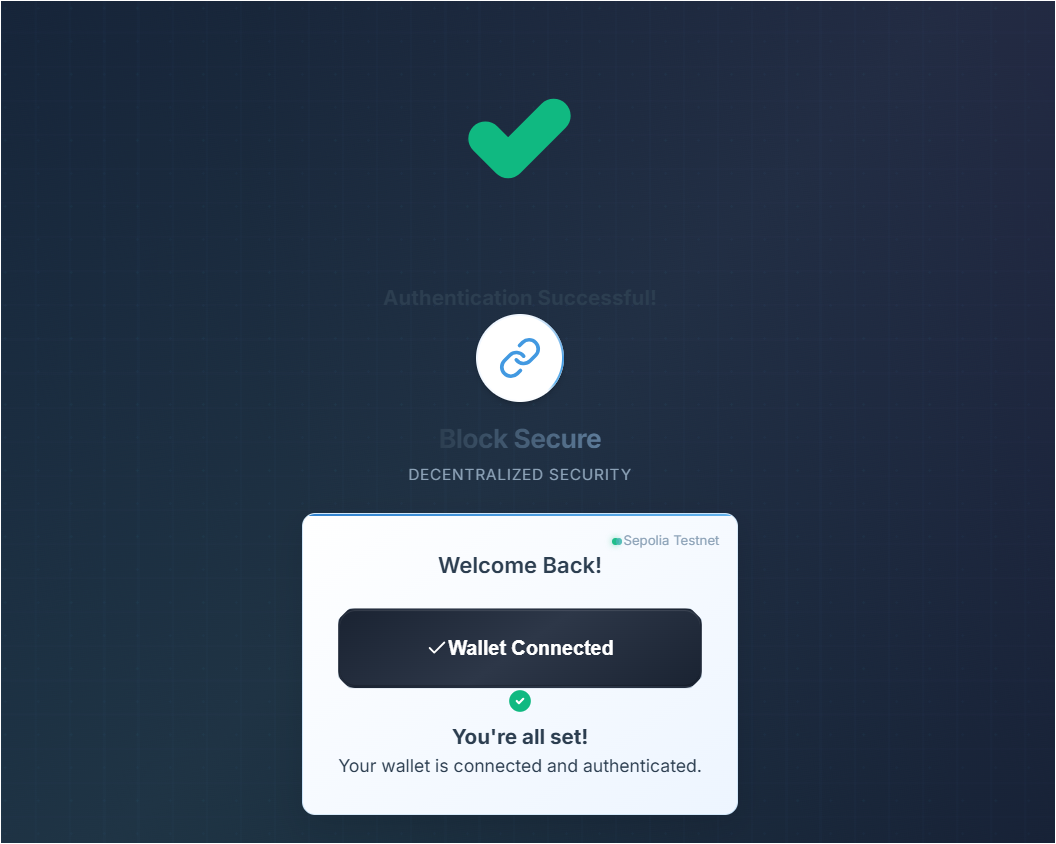 Authentication Successful!
Block Secure
DECENTRALIZED SECURITY
Sepolia Testnet
Welcome Back!
Wallet Connected
You're all set!
Your wallet is connected and authenticated.